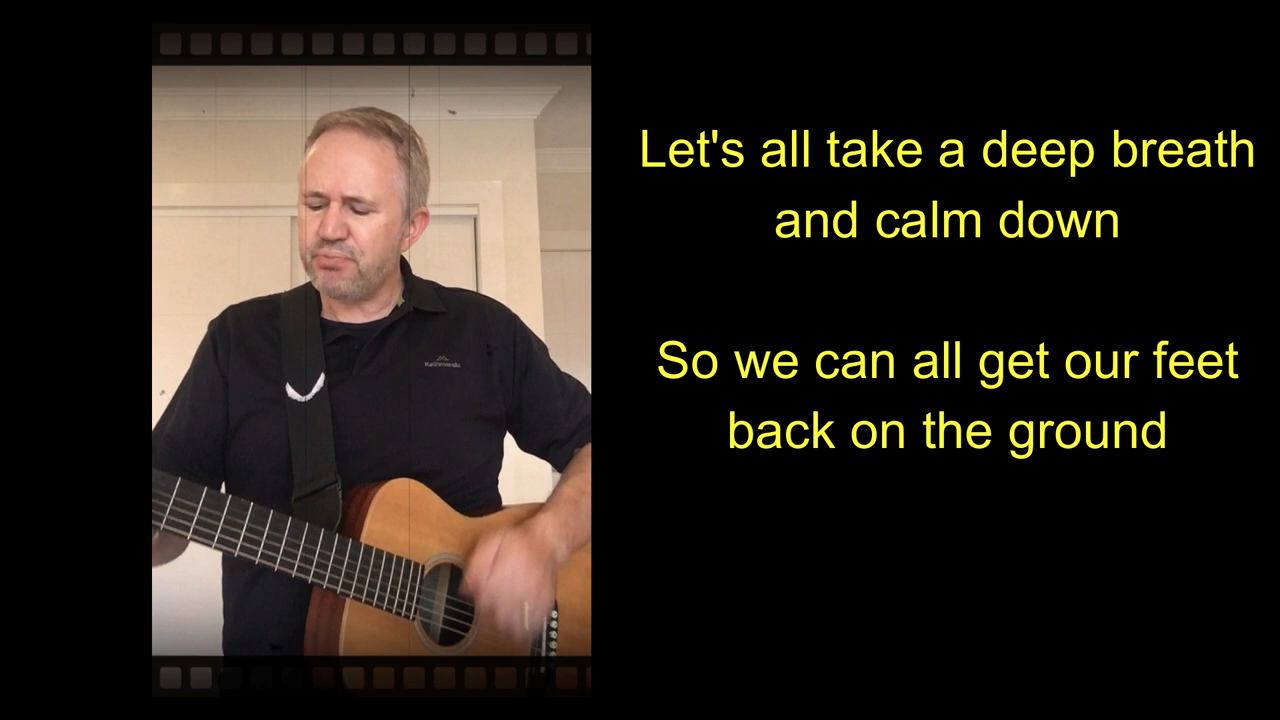 Let's all take a deep breath
and calm down
So we can all get our feet
back on the ground
Kathmandu